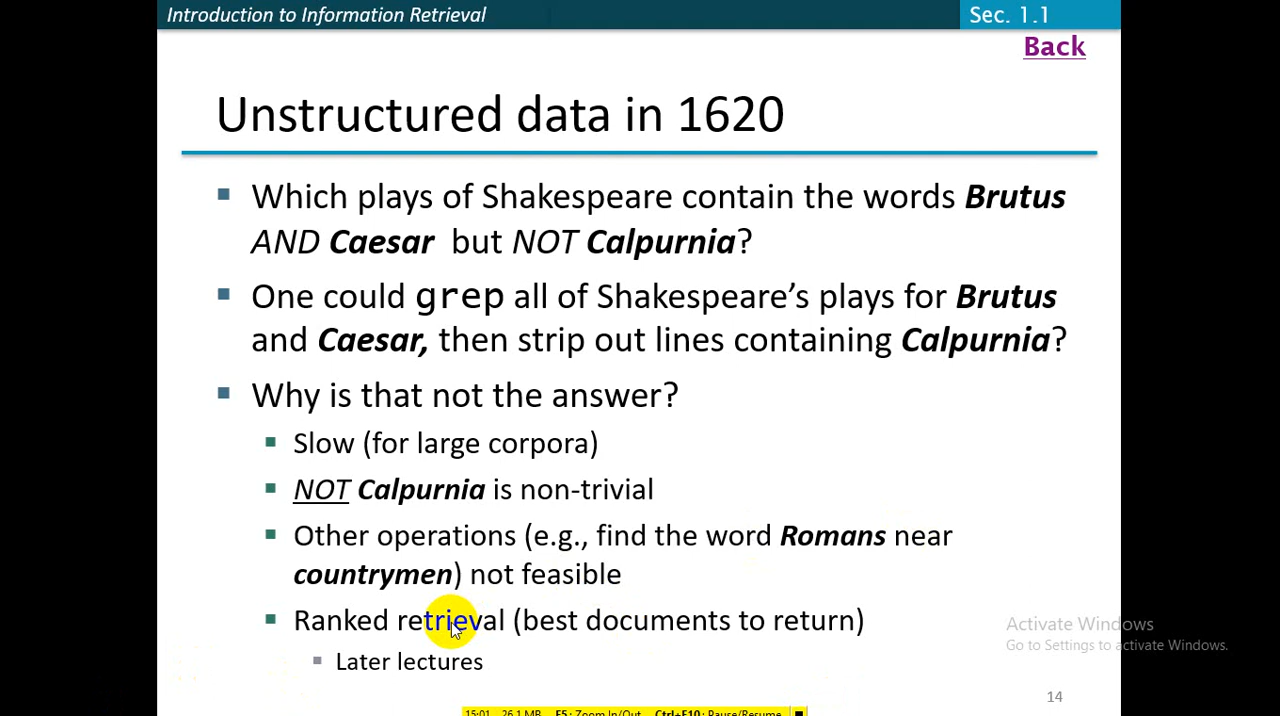 Introduction to Information Retrieval
Sec. 1.1
Back
Unstructured data in 1620
Which plays of Shakespeare contain the words Brutus
AND Caesar but NOT Calpurnia?
One could grep all of Shakespeare’s plays for Brutus
and Caesar, then strip out lines containing Calpurnia?
Why is that not the answer?
Slow (for large corpora)
NOT Calpurnia is non-trivial
Other operations (e.g., find the word Romans near
countrymen) not feasible
Ranked retrieval (best documents to return)
Later lectures
Activate Windows
Go to Settings to activate Windows.
14
15:01 26.1 MB F5: Zoom In/Out Ctrl+F10: Pause/Resume